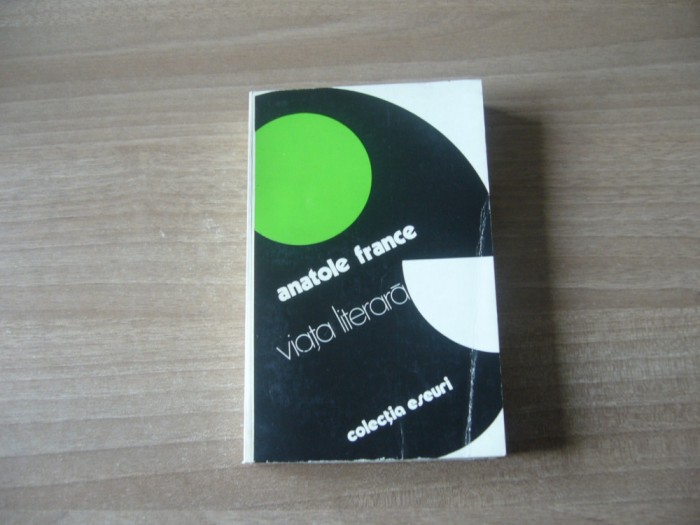 anatole france
viața literară
colecția eseuri